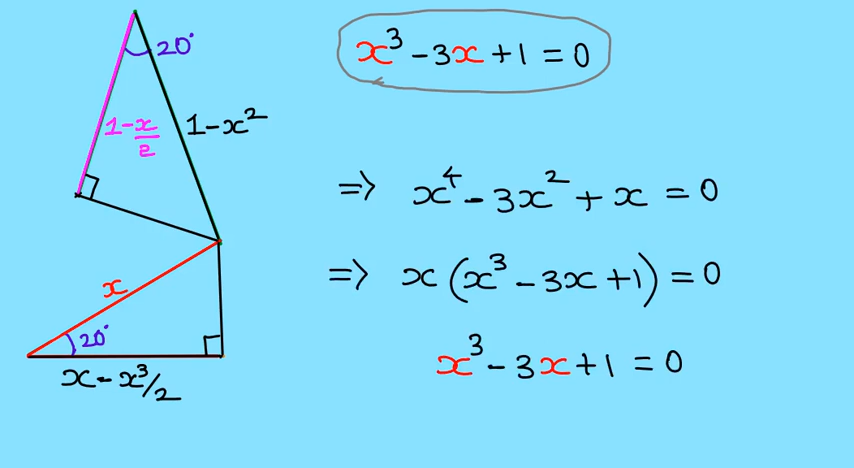 20°
1-x/2
1-x²
x
20°
x-x³/2
x³-3x+1=0
=> x⁴-3x²+x=0
=> x(x³-3x+1)=0
x³-3x+1=0